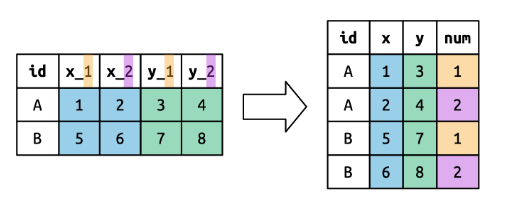 id x_1 x_2 y_1 y_2
A 1 2 3 4
B 5 6 7 8
id x y num
A 1 3 1
A 2 4 2
B 5 7 1
B 6 8 2